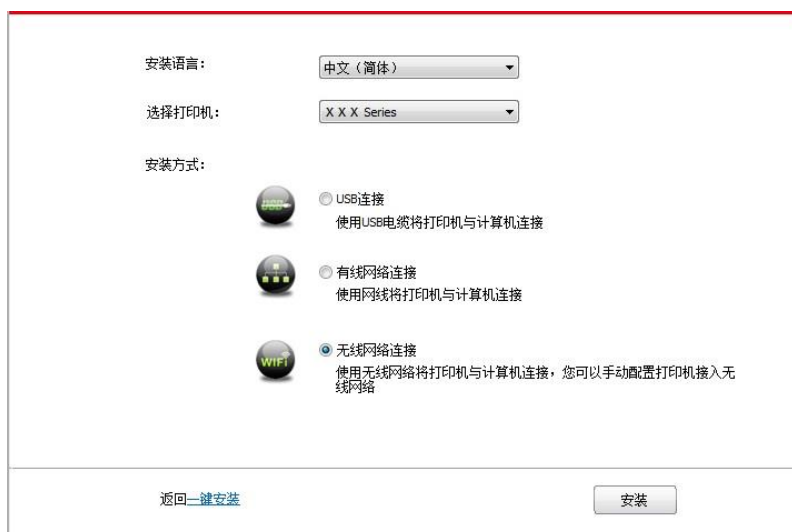 安装语言：
中文（简体）
选择打印机：
X X X Series
安装方式：
USB
USB连接
使用USB电缆将打印机与计算机连接
有线网络连接
使用网线将打印机与计算机连接
WiFi
无线网络连接
使用无线网络将打印机与计算机连接，您可以手动配置打印机接入无
线网络
返回一键安装
安装